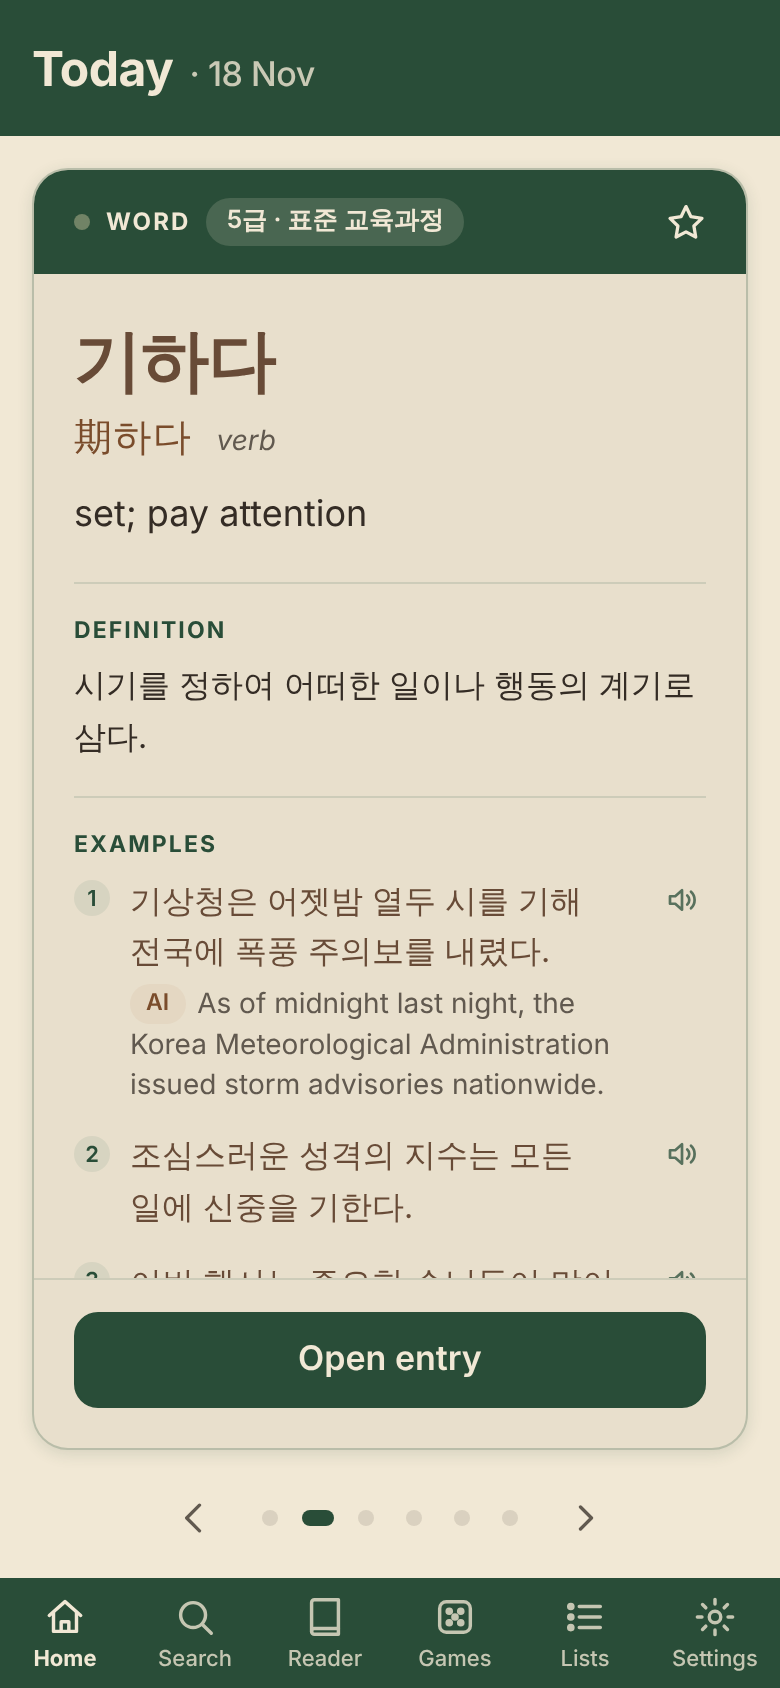 Today · 18 Nov
WORD 5급 · 표준 교육과정
기하다
期하다 verb
set; pay attention
DEFINITION
시기를 정하여 어떠한 일이나 행동의 계기로
삼다.
EXAMPLES
1 기상청은 어젯밤 열두 시를 기해
전국에 폭풍 주의보를 내렸다.
AI As of midnight last night, the
Korea Meteorological Administration
issued storm advisories nationwide.
2 조심스러운 성격의 지수는 모든
일에 신중을 기한다.
Open entry
Home Search Reader Games Lists Settings